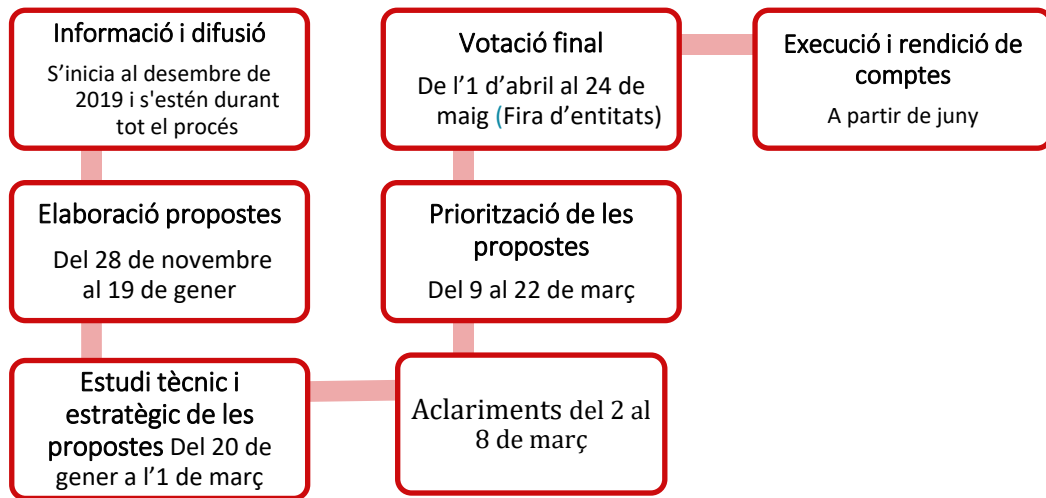 Informació i difusió
S’inicia al desembre de
2019 i s'estén durant
tot el procés
Elaboració propostes
Del 28 de novembre
al 19 de gener
Estudi tècnic i
estratègic de les
propostes Del 20 de
gener a l’1 de març
Aclariments del 2 al
8 de març
Priorització de les
propostes
Del 9 al 22 de març
Votació final
De l’1 d’abril al 24 de
maig (Fira d’entitats)
Execució i rendició de
comptes
A partir de juny